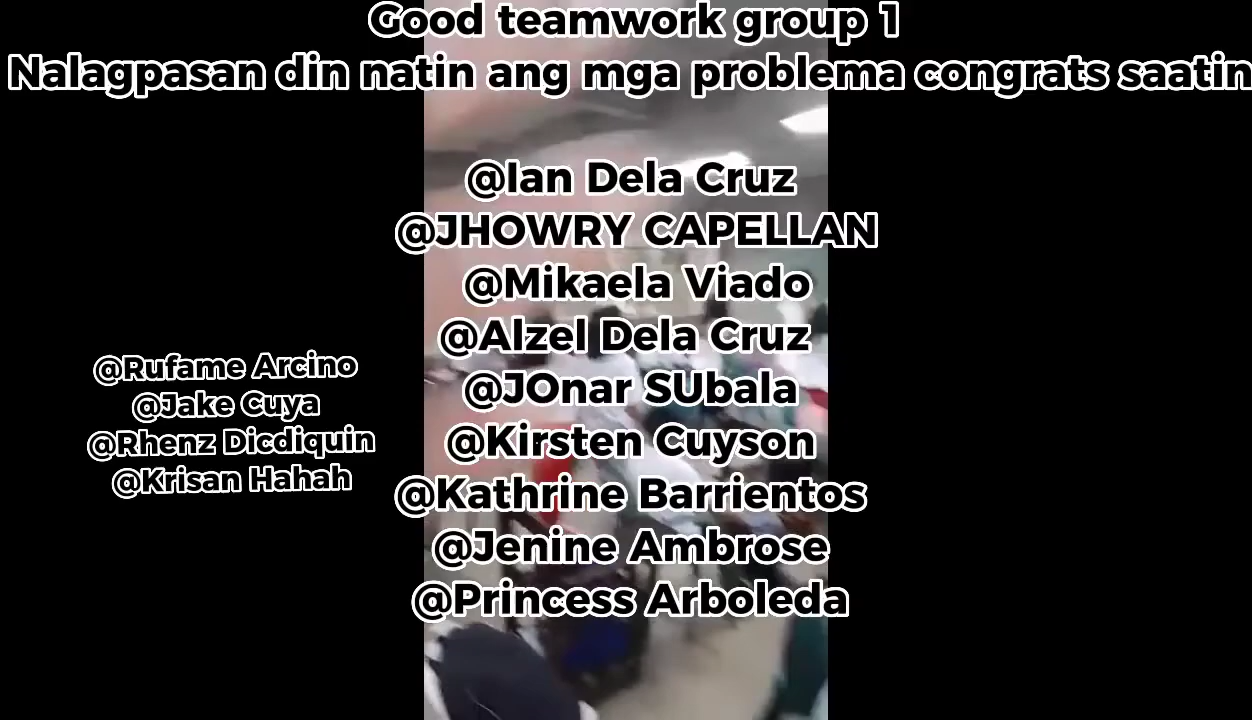 Good teamwork group 1
Nalagpasan din natin ang mga problema congrats saatin
@Ian Dela Cruz
@JHOWRY CAPELLAN
@Mikaela Viado
@Alzel Dela Cruz
@JOnar SUbala
@Kirsten Cuyson
@Kathrine Barrientos
@Jenine Ambrose
@Princess Arboleda
@Rufame Arcino
@Jake Cuya
@Rhenz Dicdiquin
@Krisan Hahah